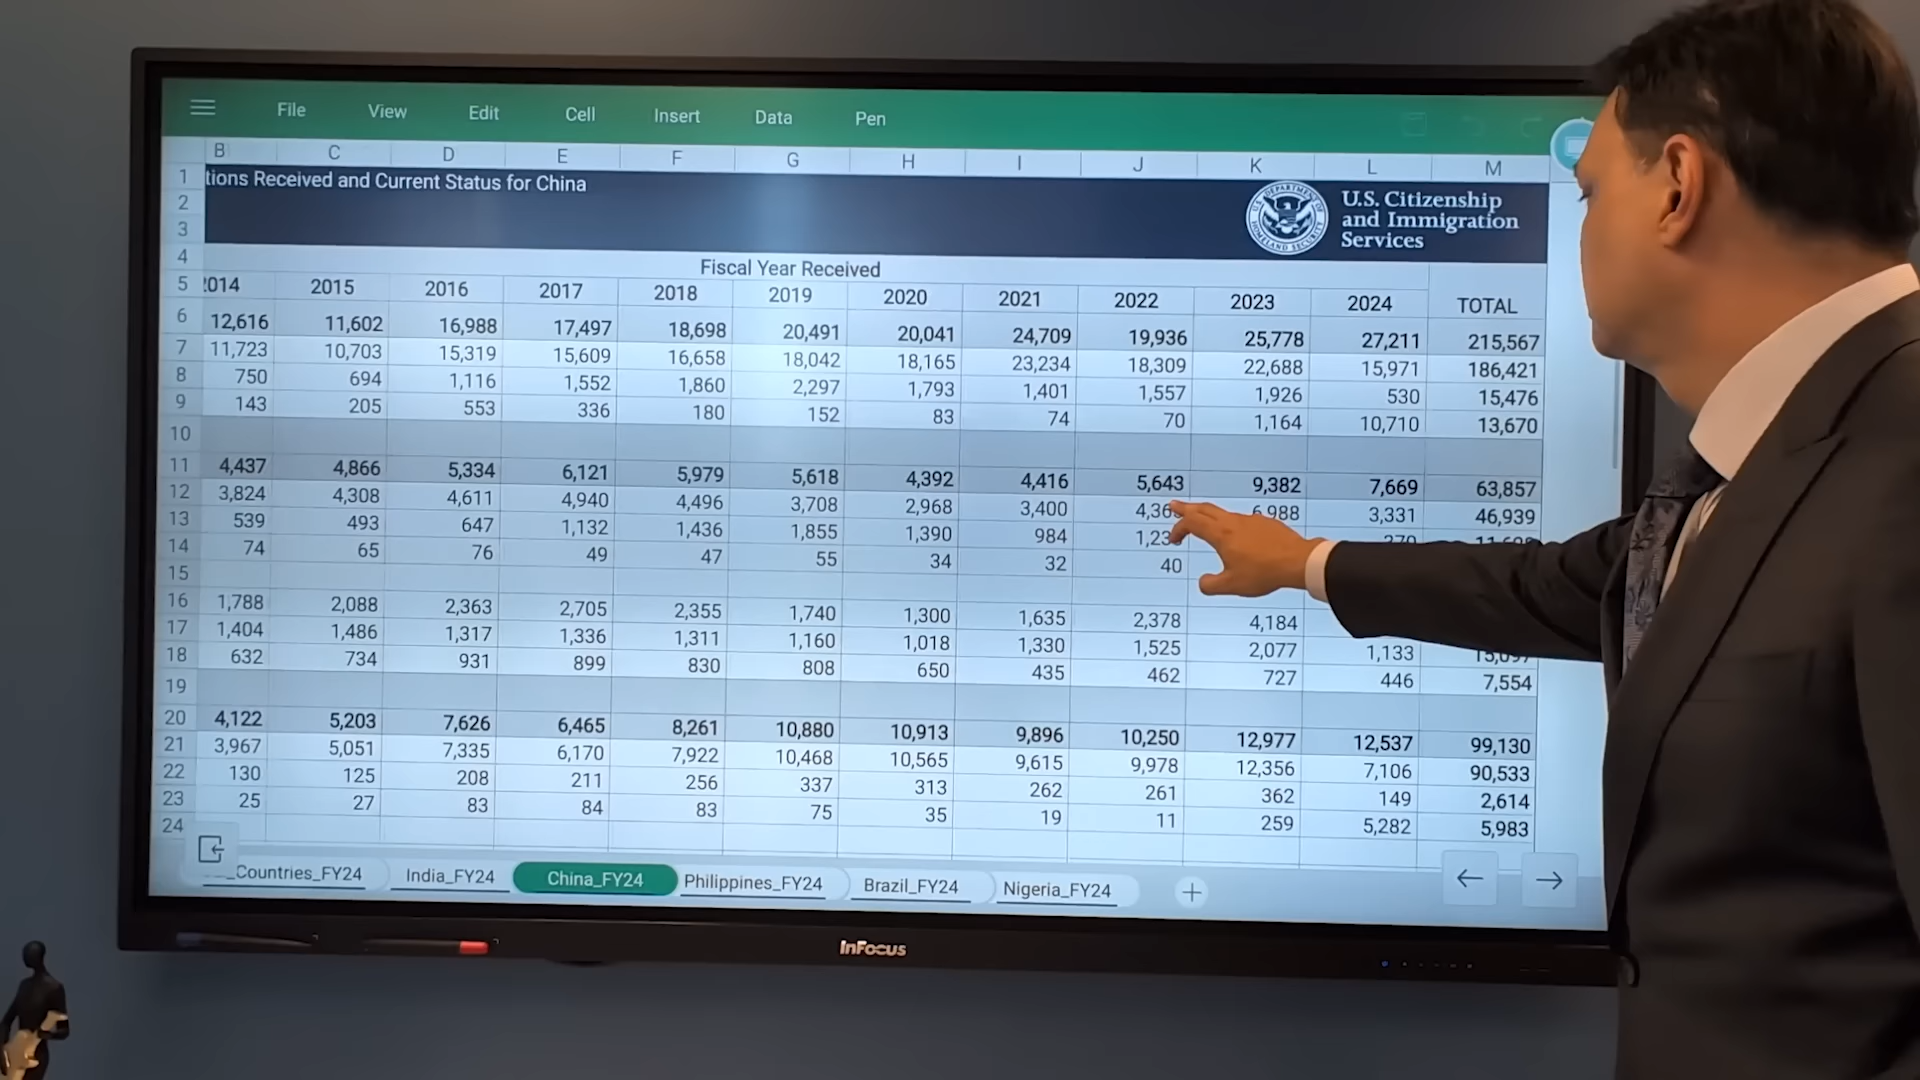 File View Edit Cell Insert Data Pen
B C D E F G H I J K L M
1 tions Received and Current Status for China
U.S. Citizenship
2 and Immigration
3 Services
4 Fiscal Year Received
5 2015 2016 2017 2018 2019 2020 2021 2022 2023 2024 TOTAL
6 12,616 11,602 16,988 17,497 18,698 20,491 20,041 24,709 19,936 25,778 27,211 215,567
7 11,723 10,703 15,319 15,609 16,658 18,042 18,165 23,234 18,309 22,688 15,971 186,421
8 750 694 1,116 1,552 1,860 2,297 1,793 1,401 1,557 1,926 530 15,476
9 143 205 553 336 180 152 83 74 70 1,164 10,710 13,670
10
11 4,437 4,866 5,334 6,121 5,979 5,618 4,392 4,416 5,643 9,382 7,669 63,857
12 3,824 4,308 4,611 4,940 4,496 3,708 2,968 3,400 6,988 3,331 46,939
13 539 493 647 1,132 1,436 1,855 1,390 984
14 74 65 76 49 47 55 34 32 40
15
16 1,788 2,088 2,363 2,705 2,355 1,740 1,300 1,635 2,378 4,184
17 1,404 1,486 1,317 1,336 1,311 1,160 1,018 1,330 1,525 2,077 1,133
18 632 734 931 899 830 808 650 435 462 727 446 7,554
19
20 4,122 5,203 7,626 6,465 8,261 10,880 10,913 9,896 10,250 12,977 12,537 99,130
21 3,967 5,051 7,335 6,170 7,922 10,468 10,565 9,615 9,978 12,356 7,106 90,533
22 130 125 208 211 256 337 313 262 261 362 149 2,614
23 25 27 83 84 83 75 35 19 11 259 5,282 5,983
24
_Countries_FY24 India_FY24 China_FY24 Philippines_FY24 Brazil_FY24 Nigeria_FY24
InFocus